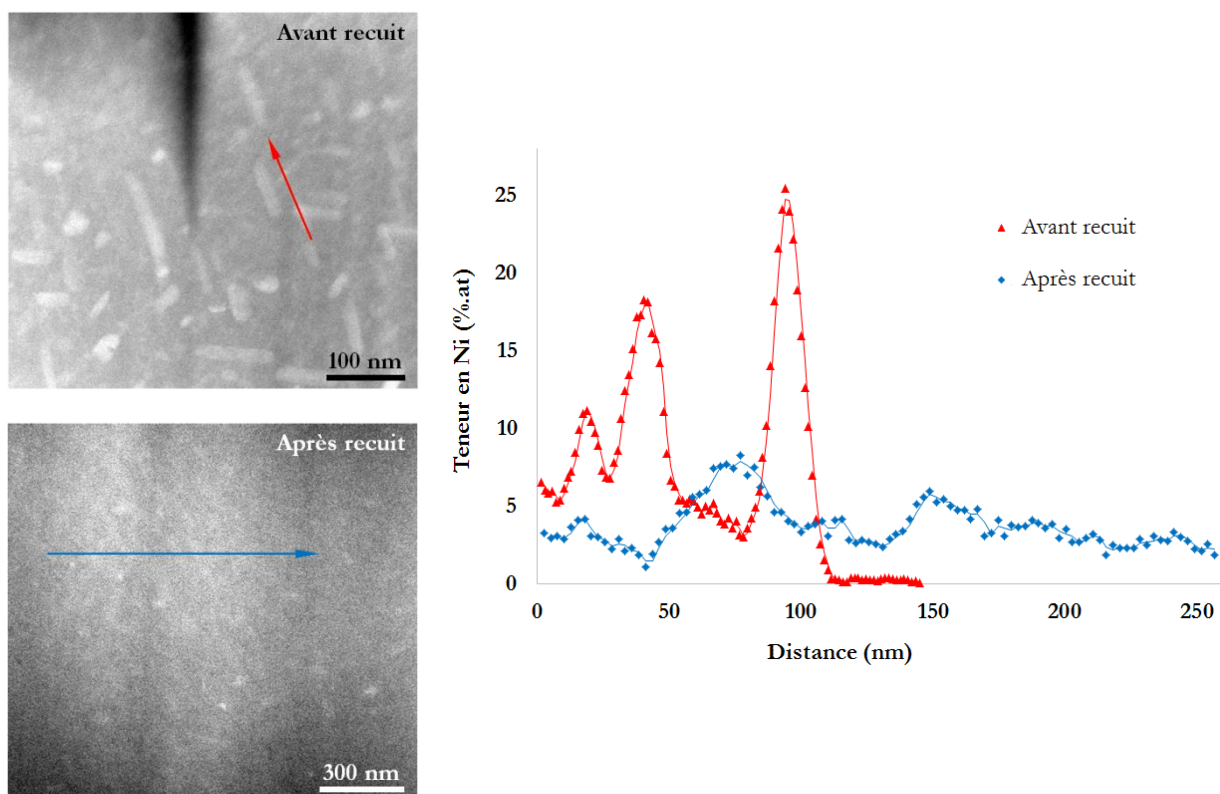 Avant recuit
100 nm
Après recuit
300 nm
Teneur en Ni (%.at)
25
20
15
10
5
0
0 50 100 150 200 250
Distance (nm)
Avant recuit
Après recuit